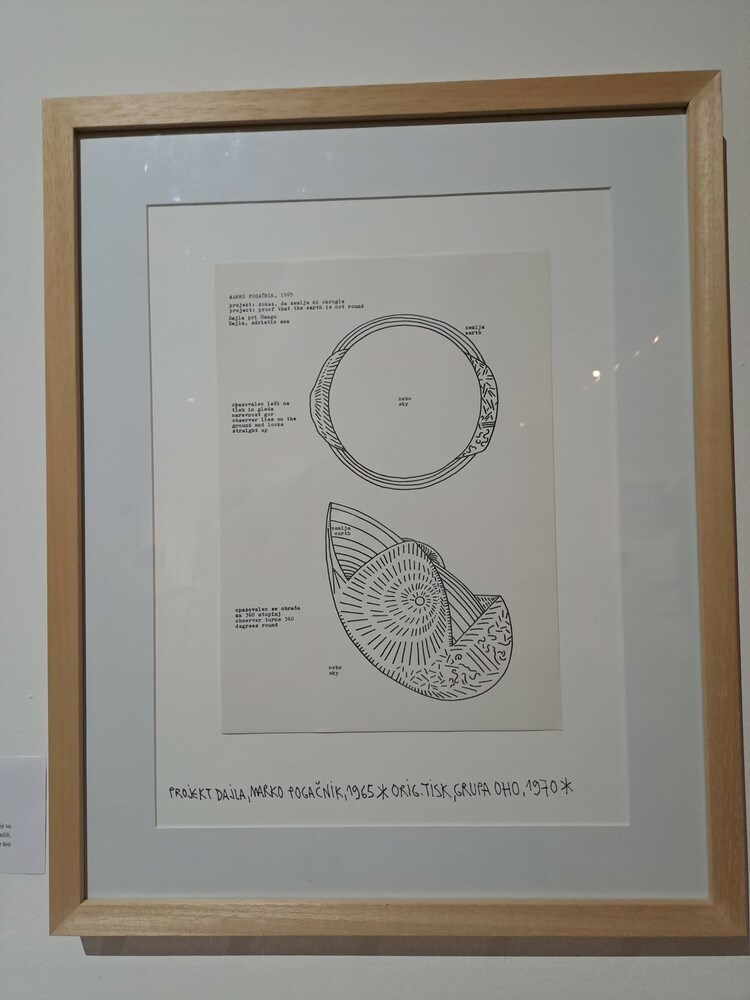 MARKO POGAČNIK, 1965
projekt: dokaz, da zemlja ni okrogla
project: proof that the earth is not round
Dajla pri Umagu
Dajla, Adriatic sea
zemlja
earth
nebo
sky
opazovalec leži na
tleh in gleda
naravnost gor
observer lies on the
ground and looks
straight up
zemlja
earth
opazovalec se obrača
za 360 stopinj
observer turns 360
degrees round
nebo
sky
PROJEKT DAJLA, MARKO POGAČNIK, 1965 * ORIG. TISK, GRUPA OHO, 1970 *